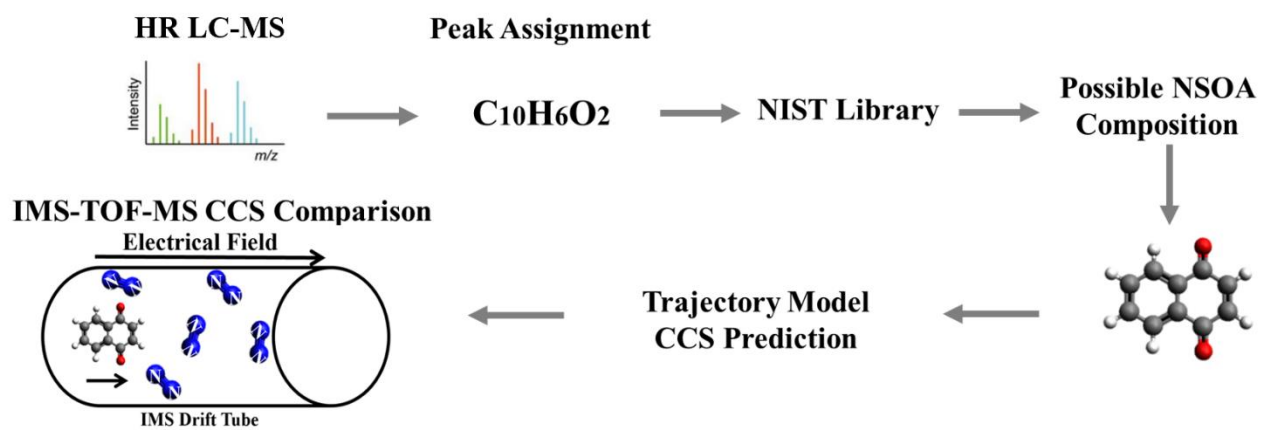 HR LC-MS
Intensity
m/z
Peak Assignment
C10H6O2
NIST Library
Possible NSOA
Composition
Trajectory Model
CCS Prediction
IMS-TOF-MS CCS Comparison
Electrical Field
N N
N N
N N
N N
N N
IMS Drift Tube